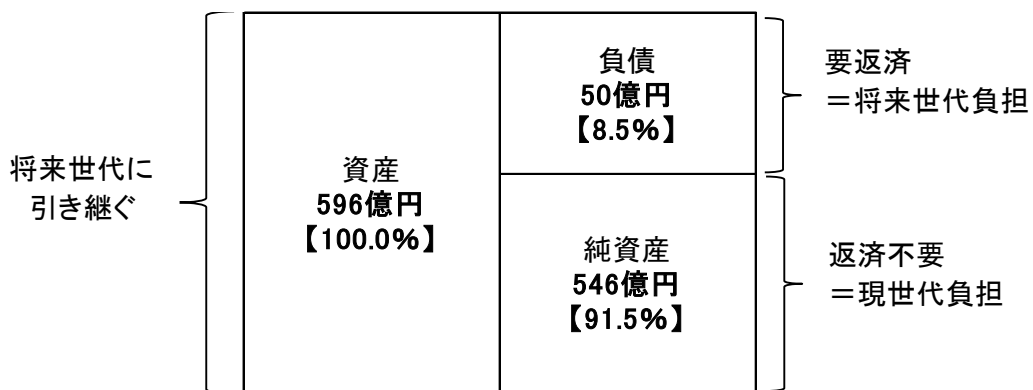 将来世代に
引き継ぐ
資産
596億円
【100.0%】
負債
50億円
【8.5%】
純資産
546億円
【91.5%】
要返済
＝将来世代負担
返済不要
＝現世代負担